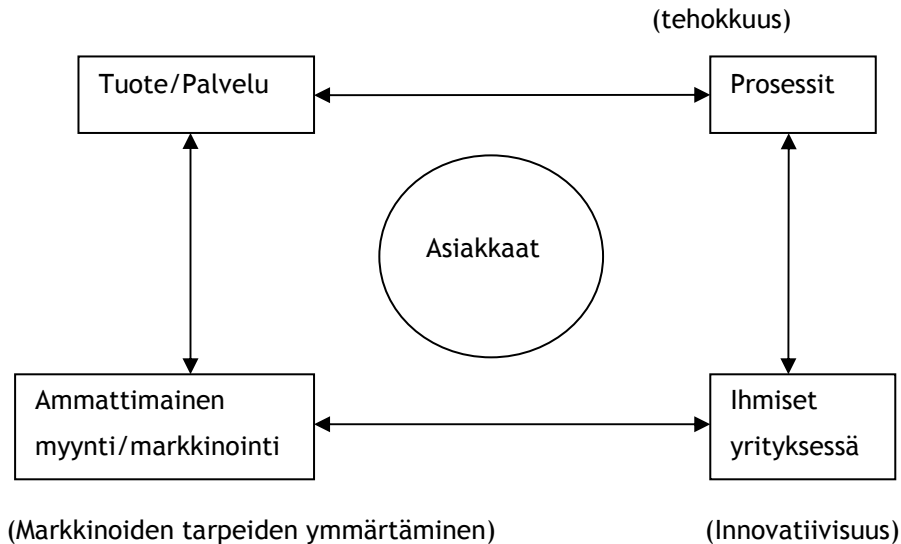 (tehokkuus)
Tuote/Palvelu
Prosessit
Asiakkaat
Ammattimainen
myynti/markkinointi
Ihmiset
yrityksessä
(Markkinoiden tarpeiden ymmärtäminen)
(Innovatiivisuus)